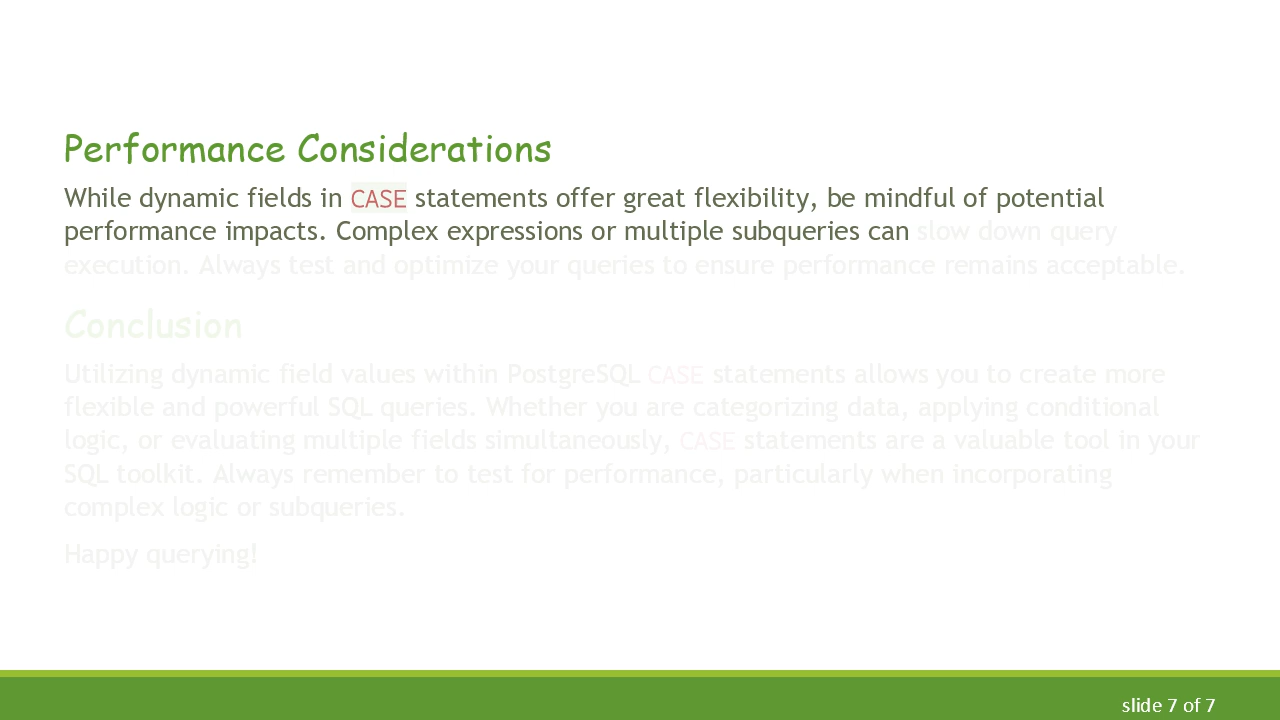 Performance Considerations
While dynamic fields in CASE statements offer great flexibility, be mindful of potential
performance impacts. Complex expressions or multiple subqueries can slow down query
execution. Always test and optimize your queries to ensure performance remains acceptable.
Conclusion
Utilizing dynamic field values within PostgreSQL CASE statements allows you to create more
flexible and powerful SQL queries. Whether you are categorizing data, applying conditional
logic, or evaluating multiple fields simultaneously, CASE statements are a valuable tool in your
SQL toolkit. Always remember to test for performance, particularly when incorporating
complex logic or subqueries.
Happy querying!
slide 7 of 7